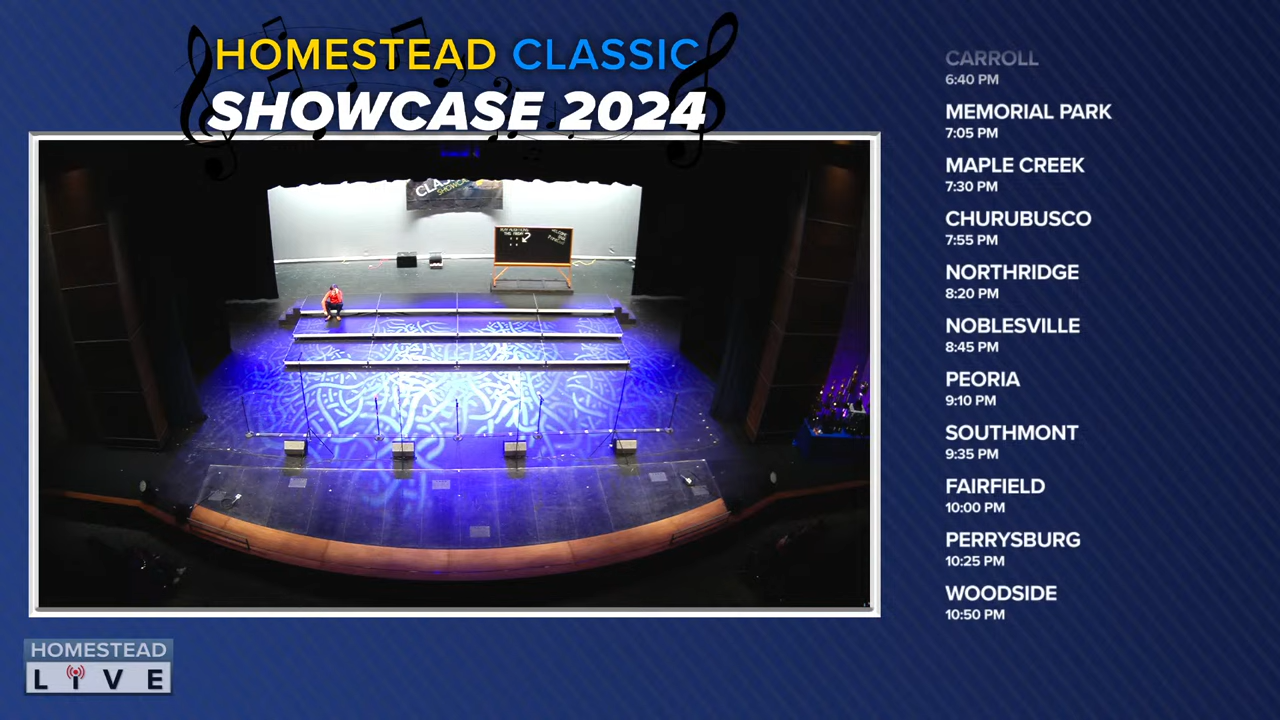 HOMESTEAD CLASSIC
SHOWCASE 2024
CARROLL
6:40 PM
MEMORIAL PARK
7:05 PM
MAPLE CREEK
7:30 PM
CHURUBUSCO
7:55 PM
NORTHRIDGE
8:20 PM
NOBLESVILLE
8:45 PM
PEORIA
9:10 PM
SOUTHMONT
9:35 PM
FAIRFIELD
10:00 PM
PERRYSBURG
10:25 PM
WOODSIDE
10:50 PM
HOMESTEAD
LIVE